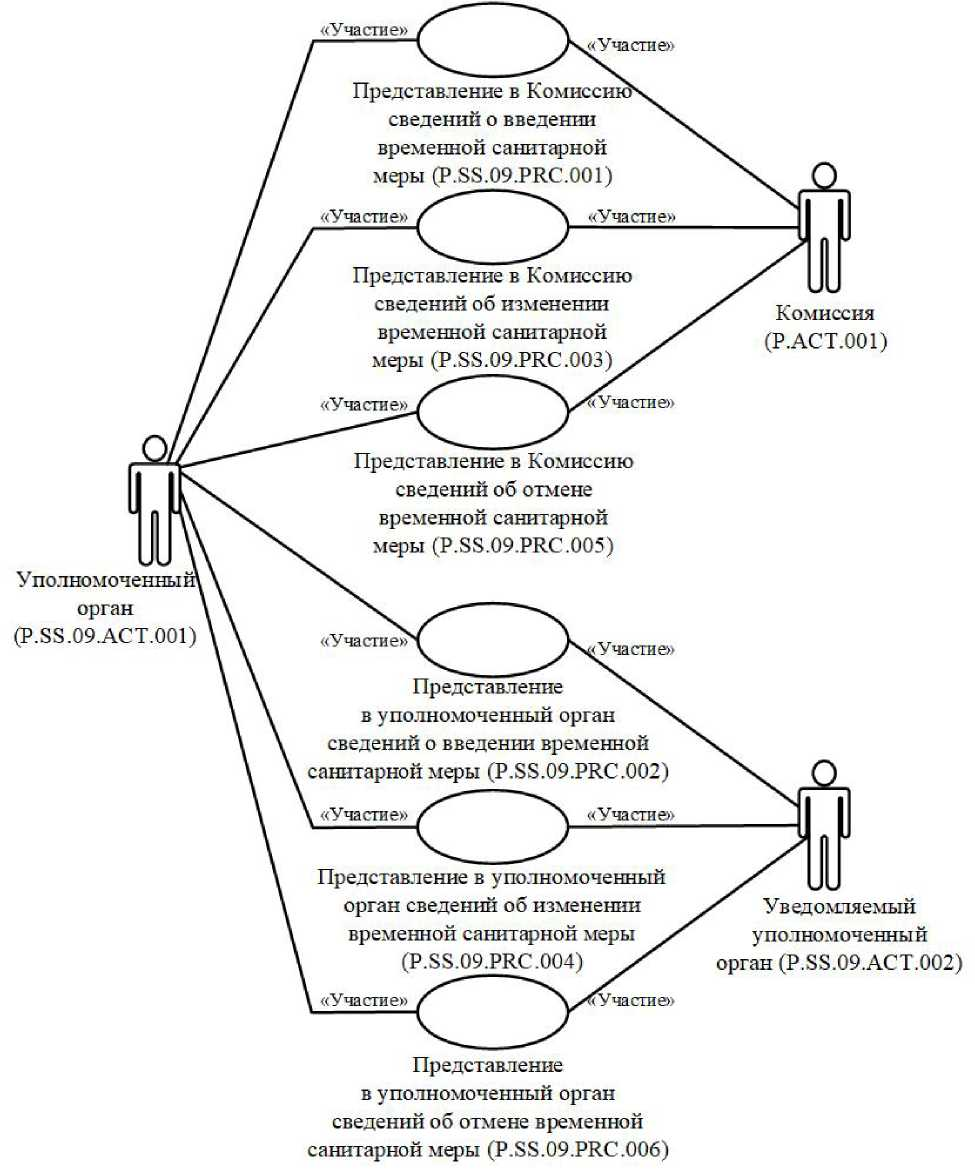 «Участие»
«Участие»
Представление в Комиссию
сведений о введении
временной санитарной
меры (P.SS.09.PRC.001)
«Участие»
«Участие»
Представление в Комиссию
сведений об изменении
временной санитарной
меры (P.SS.09.PRC.003)
Комиссия
(P.ACT.001)
«Участие»
«Участие»
Представление в Комиссию
сведений об отмене
временной санитарной
меры (P.SS.09.PRC.005)
Уполномоченный
орган
(P.SS.09.ACT.001)
«Участие»
«Участие»
Представление
в уполномоченный орган
сведений о введении временной
санитарной меры (P.SS.09.PRC.002)
«Участие»
«Участие»
Представление в уполномоченный
орган сведений об изменении
временной санитарной меры
(P.SS.09.PRC.004)
Уведомляемый
уполномоченный
орган (P.SS.09.ACT.002)
«Участие»
«Участие»
Представление
в уполномоченный орган
сведений об отмене временной
санитарной меры (P.SS.09.PRC.006)